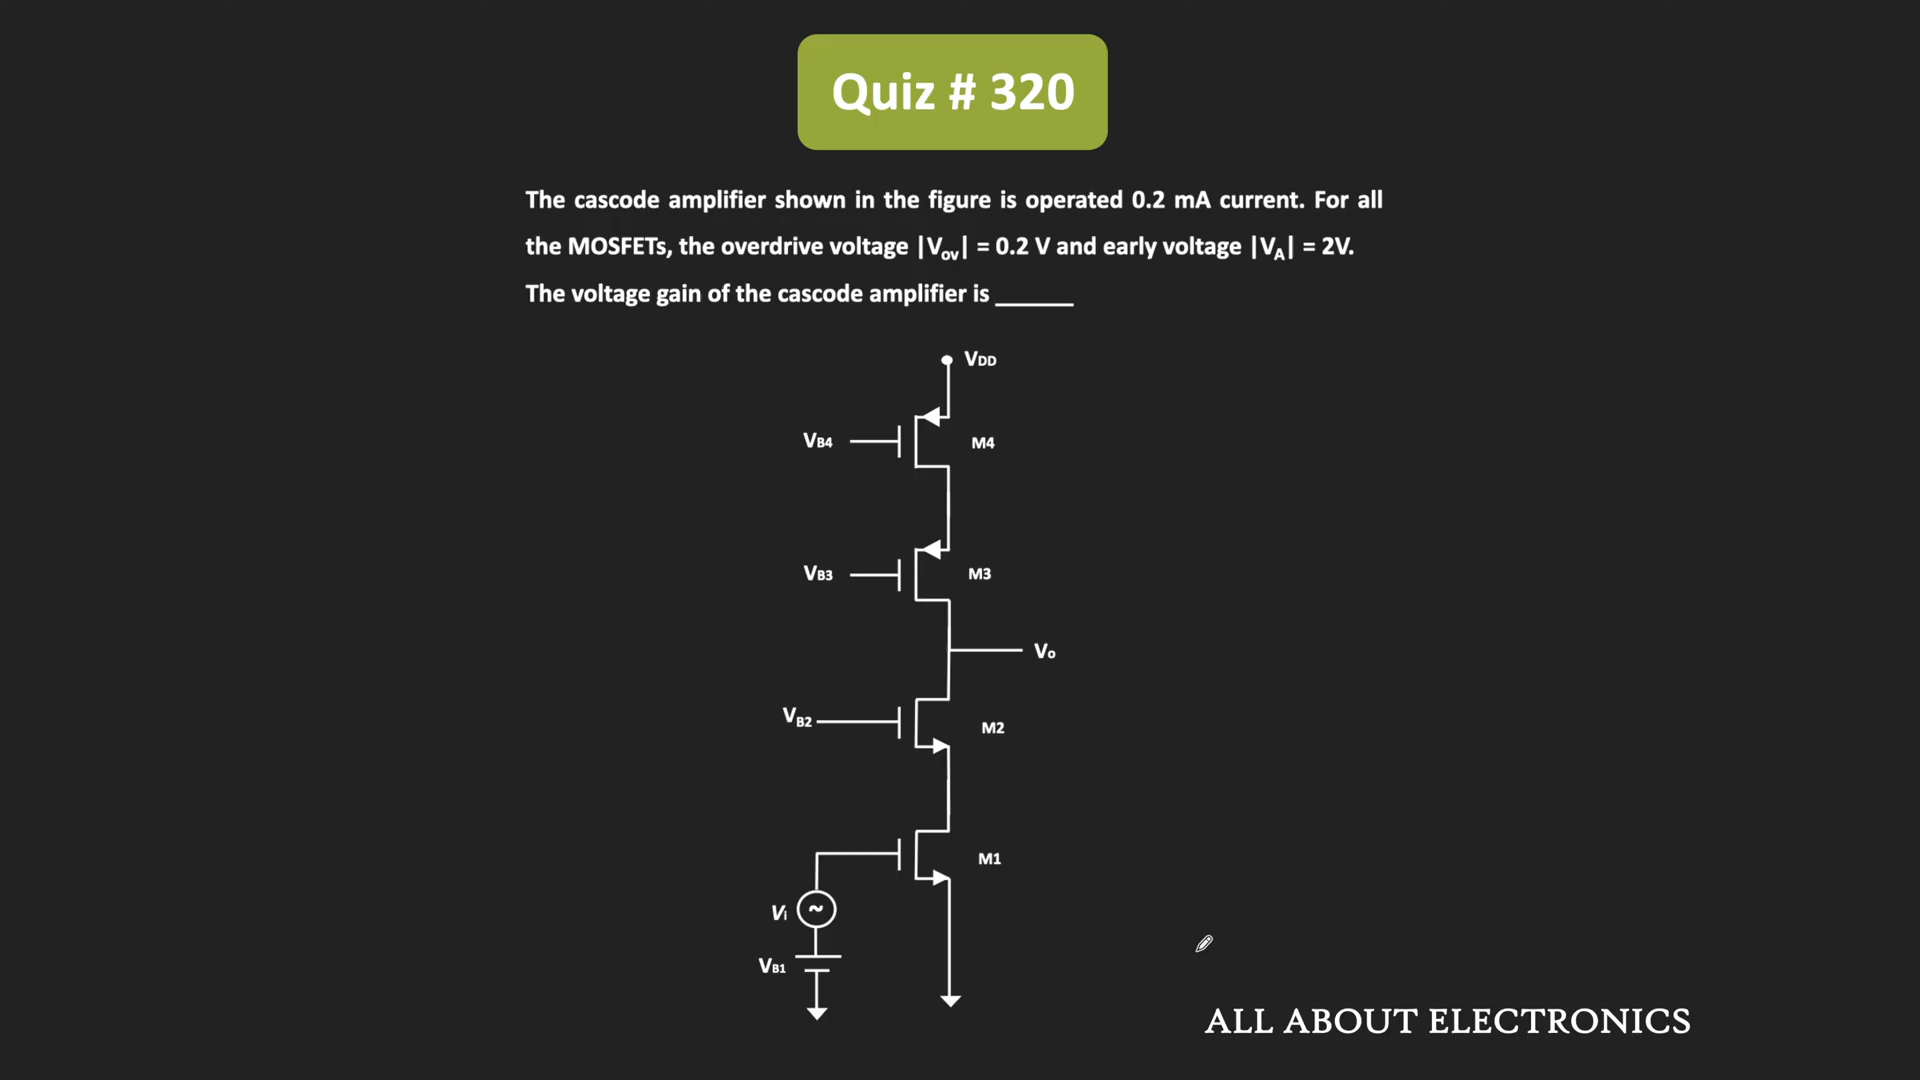 Quiz # 320
The cascode amplifier shown in the figure is operated 0.2 mA current. For all
the MOSFETs, the overdrive voltage |Vov| = 0.2 V and early voltage |VA| = 2V.
The voltage gain of the cascode amplifier is ______
VDD
VB4
M4
VB3
M3
Vo
VB2
M2
M1
Vi
~
VB1
ALL ABOUT ELECTRONICS